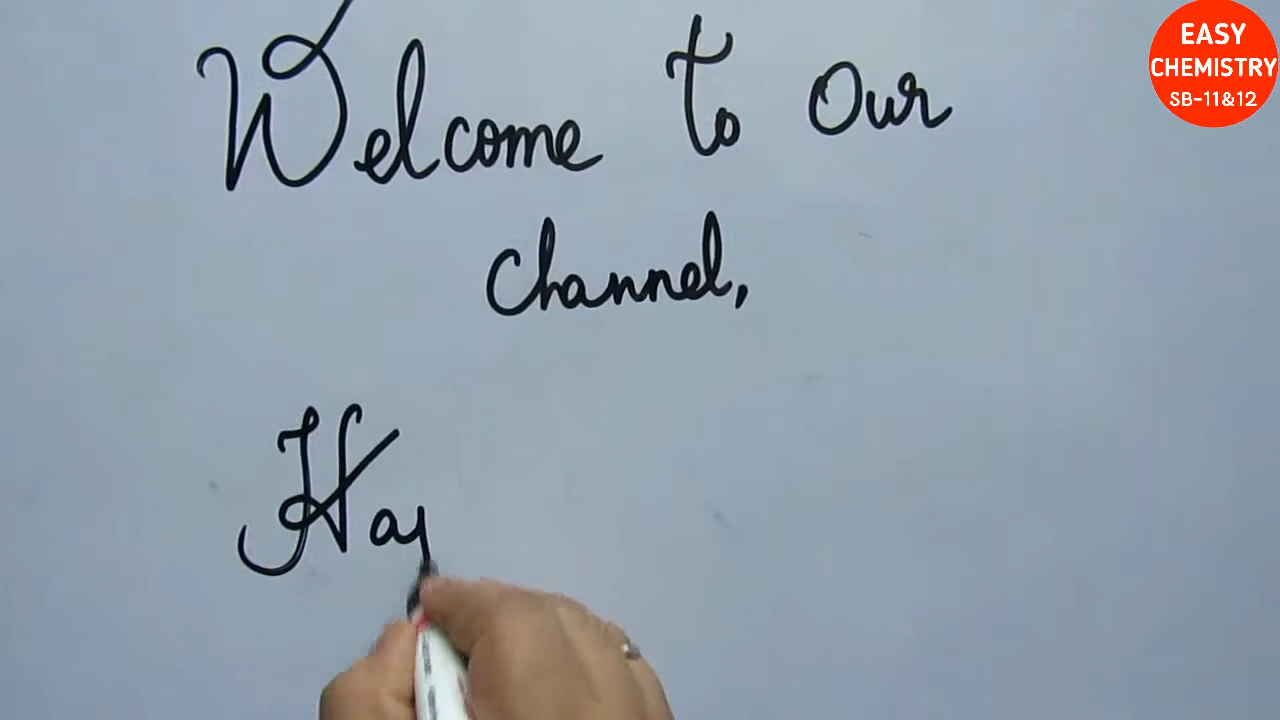 Welcome To Our
Channel,
Ha
EASY
CHEMISTRY
SB-11&12